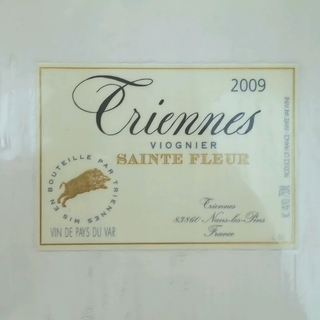 2009
Triennes
VIOGNIER
SAINTE FLEUR
MIS EN BOUTEILLE PAR TRIENNES
Triennes
83860 Nans-les-Pins
France
VIN DE PAYS DU VAR